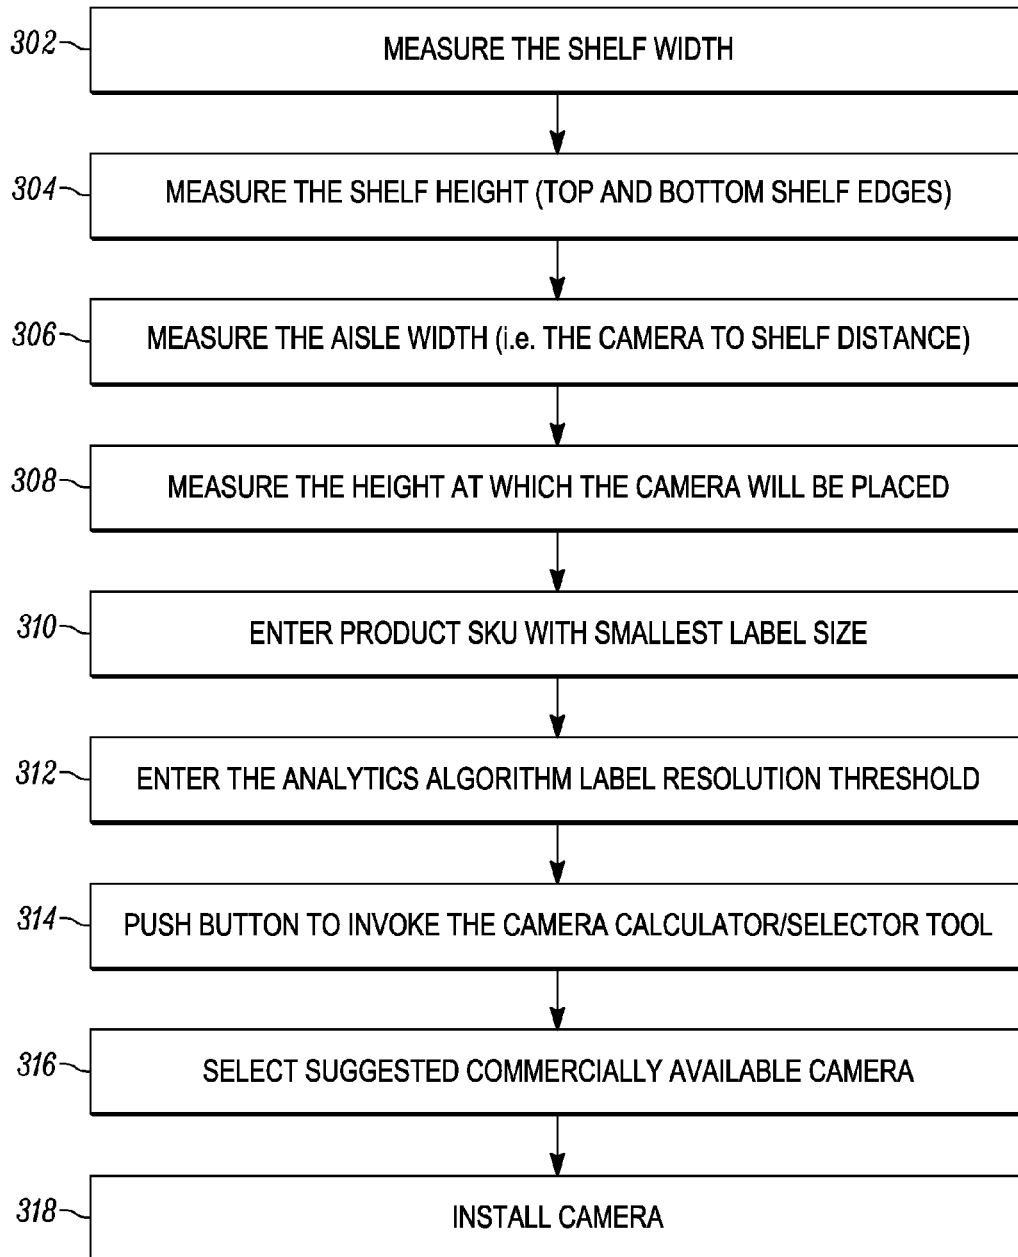 302 MEASURE THE SHELF WIDTH
304 MEASURE THE SHELF HEIGHT (TOP AND BOTTOM SHELF EDGES)
306 MEASURE THE AISLE WIDTH (i.e. THE CAMERA TO SHELF DISTANCE)
308 MEASURE THE HEIGHT AT WHICH THE CAMERA WILL BE PLACED
310 ENTER PRODUCT SKU WITH SMALLEST LABEL SIZE
312 ENTER THE ANALYTICS ALGORITHM LABEL RESOLUTION THRESHOLD
314 PUSH BUTTON TO INVOKE THE CAMERA CALCULATOR/SELECTOR TOOL
316 SELECT SUGGESTED COMMERCIALLY AVAILABLE CAMERA
318 INSTALL CAMERA